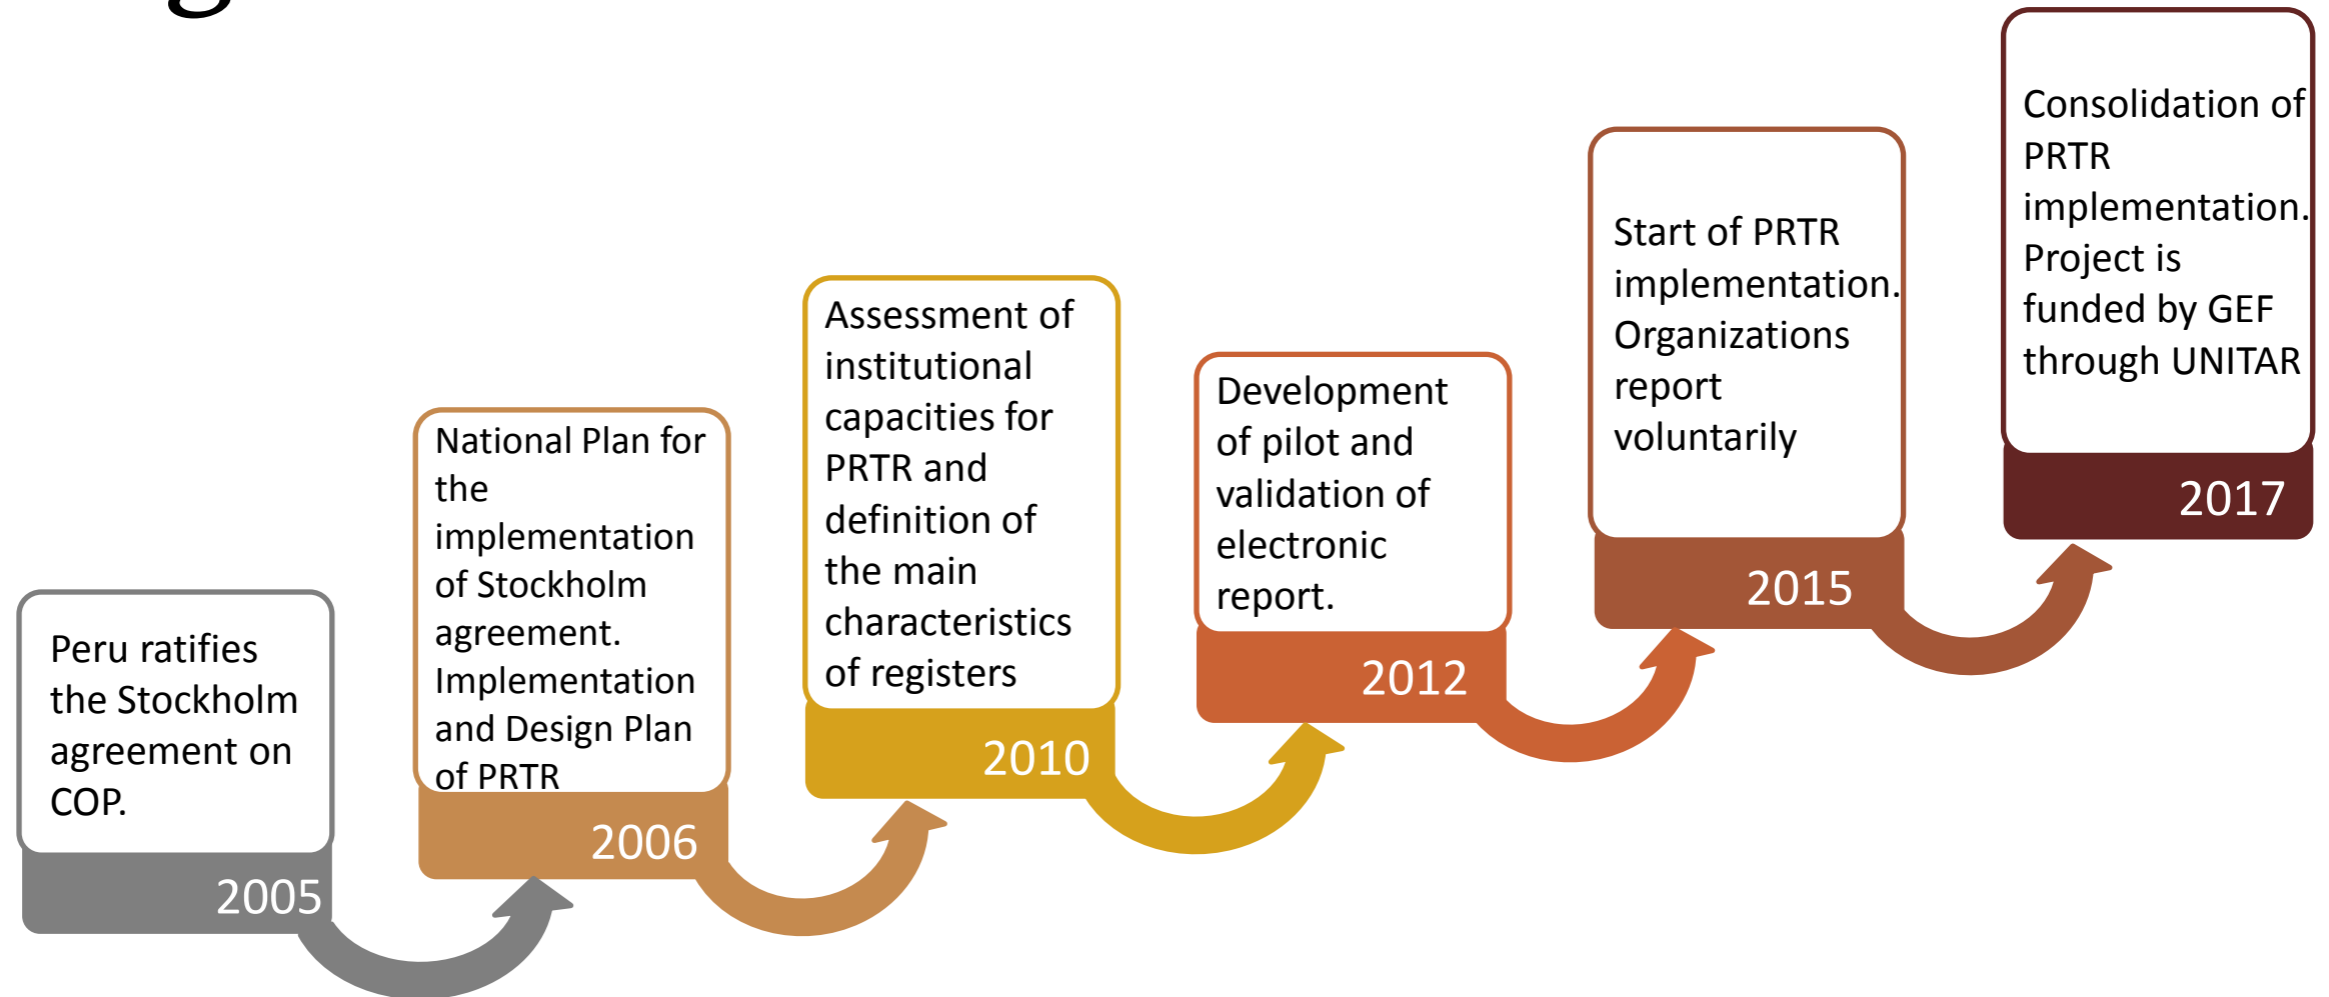 Peru ratifies
the Stockholm
agreement on
COP.
2005
National Plan for
the
implementation
of Stockholm
agreement.
Implementation
and Design Plan
of PRTR
2006
Assessment of
institutional
capacities for
PRTR and
definition of
the main
characteristics
of registers
2010
Development
of pilot and
validation of
electronic
report.
2012
Start of PRTR
implementation.
Organizations
report
voluntarily
2015
Consolidation of
PRTR
implementation.
Project is
funded by GEF
through UNITAR
2017